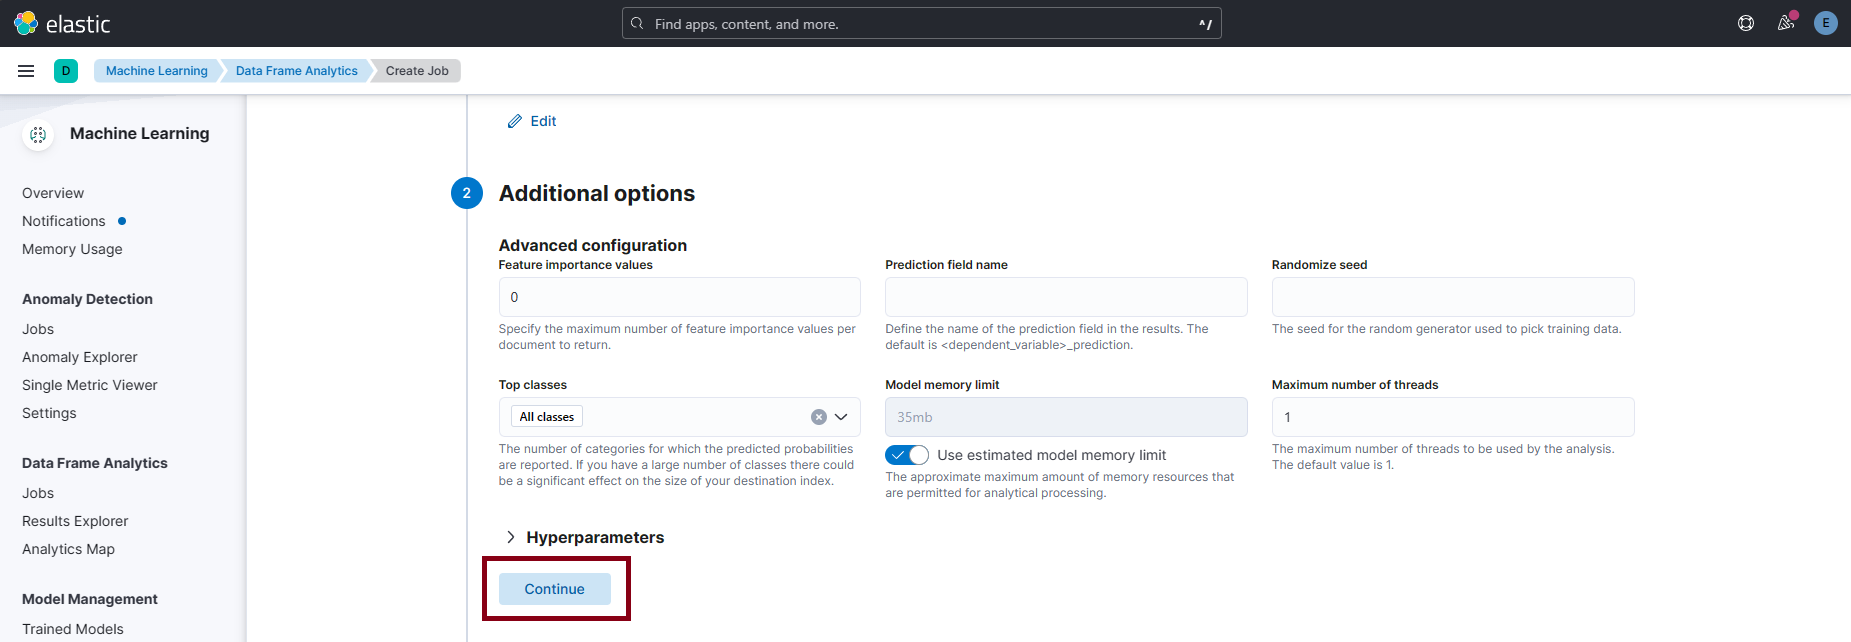 elastic
Find apps, content, and more.
^/
E
D
Machine Learning
Data Frame Analytics
Create Job
Machine Learning
Overview
Notifications
Memory Usage
Anomaly Detection
Jobs
Anomaly Explorer
Single Metric Viewer
Settings
Data Frame Analytics
Jobs
Results Explorer
Analytics Map
Model Management
Trained Models
Edit
2
Additional options
Advanced configuration
Feature importance values
0
Specify the maximum number of feature importance values per
document to return.
Prediction field name
Define the name of the prediction field in the results. The
default is <dependent_variable>_prediction.
Randomize seed
The seed for the random generator used to pick training data.
Top classes
All classes
The number of categories for which the predicted probabilities
are reported. If you have a large number of classes there could
be a significant effect on the size of your destination index.
Model memory limit
35mb
Use estimated model memory limit
The approximate maximum amount of memory resources that
are permitted for analytical processing.
Maximum number of threads
1
The maximum number of threads to be used by the analysis.
The default value is 1.
Hyperparameters
Continue